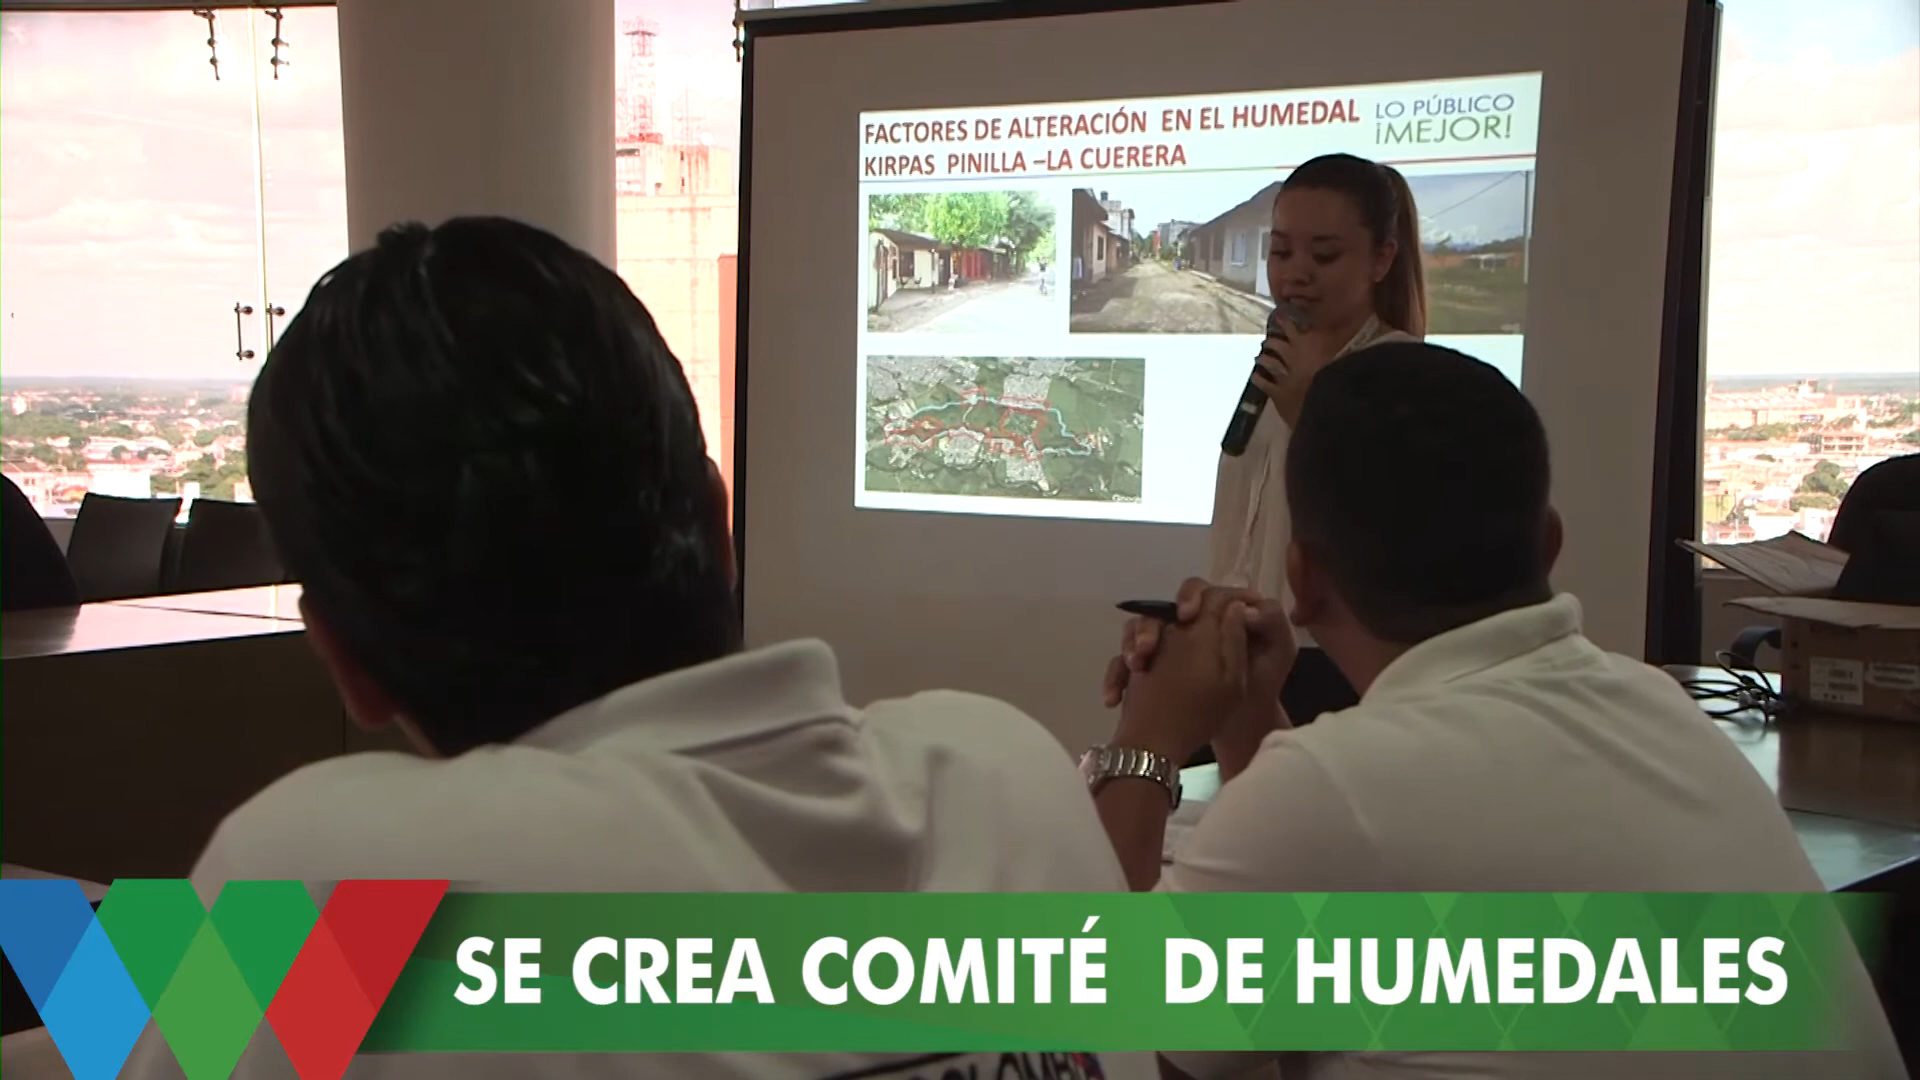 FACTORES DE ALTERACIÓN EN EL HUMEDAL
KIRPAS PINILLA –LA CUERERA
LO PÚBLICO
¡MEJOR!
SE CREA COMITÉ DE HUMEDALES